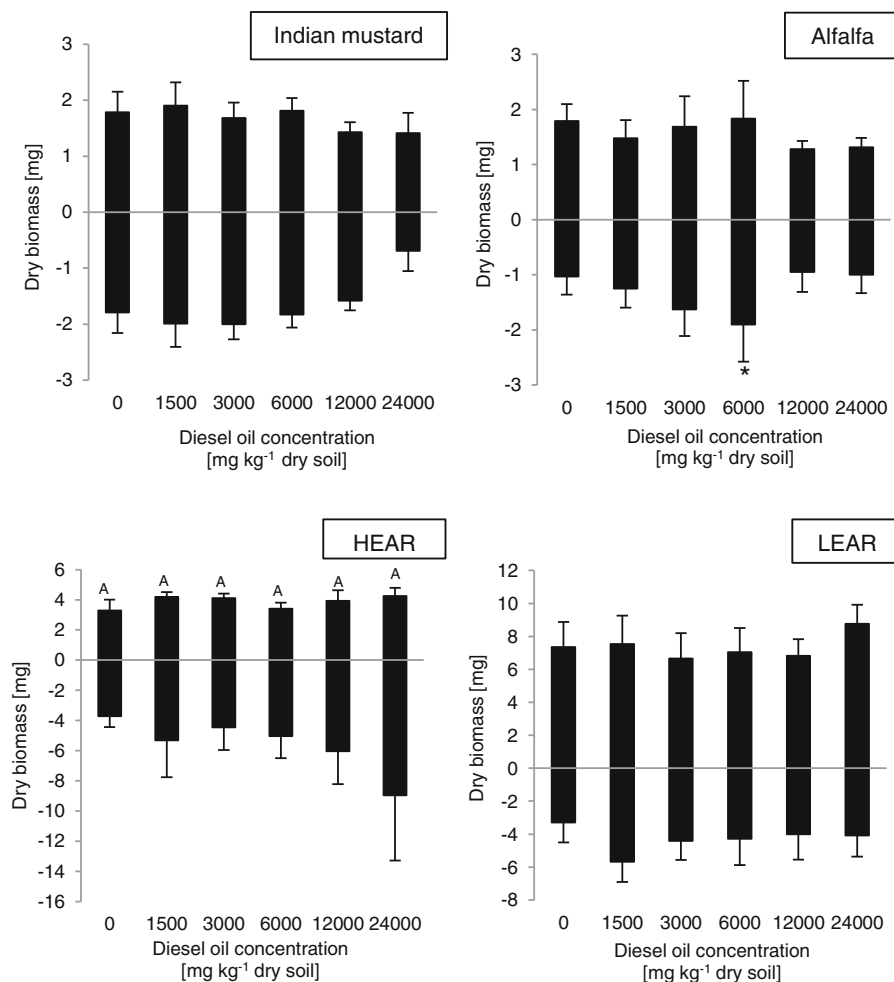 Indian mustard
3
2
1
0
-1
-2
-3
Dry biomass [mg]
0 1500 3000 6000 12000 24000
Diesel oil concentration
[mg kg⁻¹ dry soil]
Alfalfa
3
2
1
0
-1
-2
-3
Dry biomass [mg]
*
0 1500 3000 6000 12000 24000
Diesel oil concentration
[mg kg⁻¹ dry soil]
HEAR
6
4
2
0
-2
-4
-6
-8
-10
-12
-14
-16
Dry biomass [mg]
A A A A A A
0 1500 3000 6000 12000 24000
Diesel oil concentration
[mg kg⁻¹ dry soil]
LEAR
12
10
8
6
4
2
0
-2
-4
-6
-8
Dry biomass [mg]
0 1500 3000 6000 12000 24000
Diesel oil concentration
[mg kg⁻¹ dry soil]